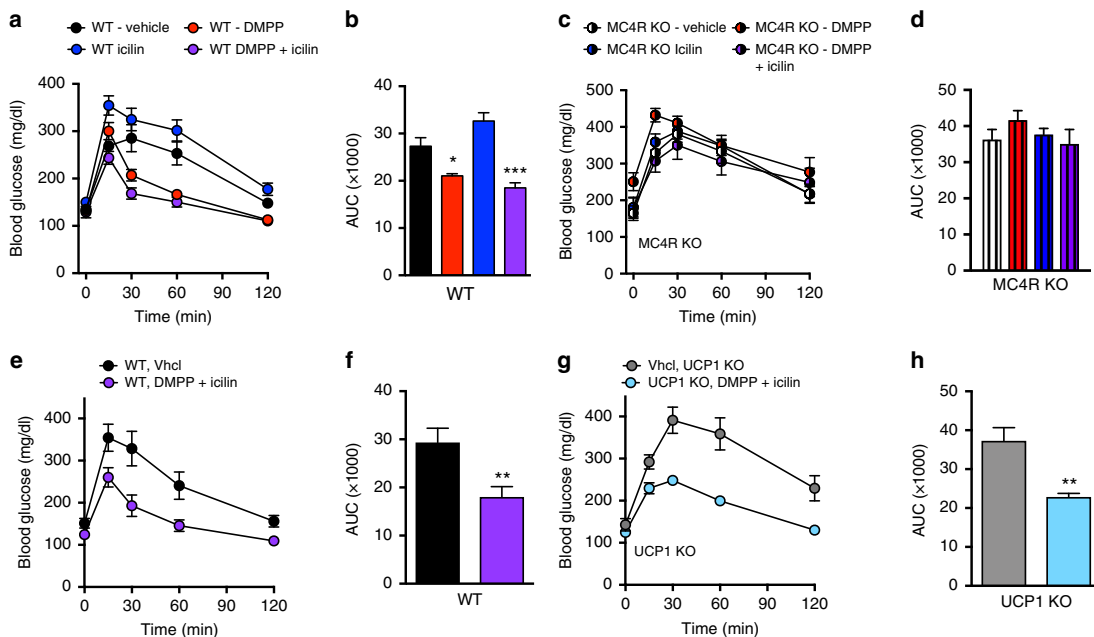 a
WT - vehicle
WT - DMPP
WT icilin
WT DMPP + icilin
Blood glucose (mg/dl)
400
300
200
100
0
0 30 60 90 120
Time (min)
b
AUC (×1000)
40
30
20
10
0
*
***
WT
c
MC4R KO - vehicle
MC4R KO - DMPP
MC4R KO Icilin
MC4R KO - DMPP
+ icilin
Blood glucose (mg/dl)
500
400
300
200
100
0
MC4R KO
0 30 60 90 120
Time (min)
d
AUC (×1000)
50
40
30
20
10
0
MC4R KO
e
WT, Vhcl
WT, DMPP + icilin
Blood glucose (mg/dl)
400
300
200
100
0
0 30 60 90 120
Time (min)
f
AUC (×1000)
40
30
20
10
0
**
WT
g
Vhcl, UCP1 KO
UCP1 KO, DMPP + icilin
Blood glucose (mg/dl)
400
300
200
100
0
UCP1 KO
0 30 60 90 120
Time (min)
h
AUC (×1000)
50
40
30
20
10
0
**
UCP1 KO